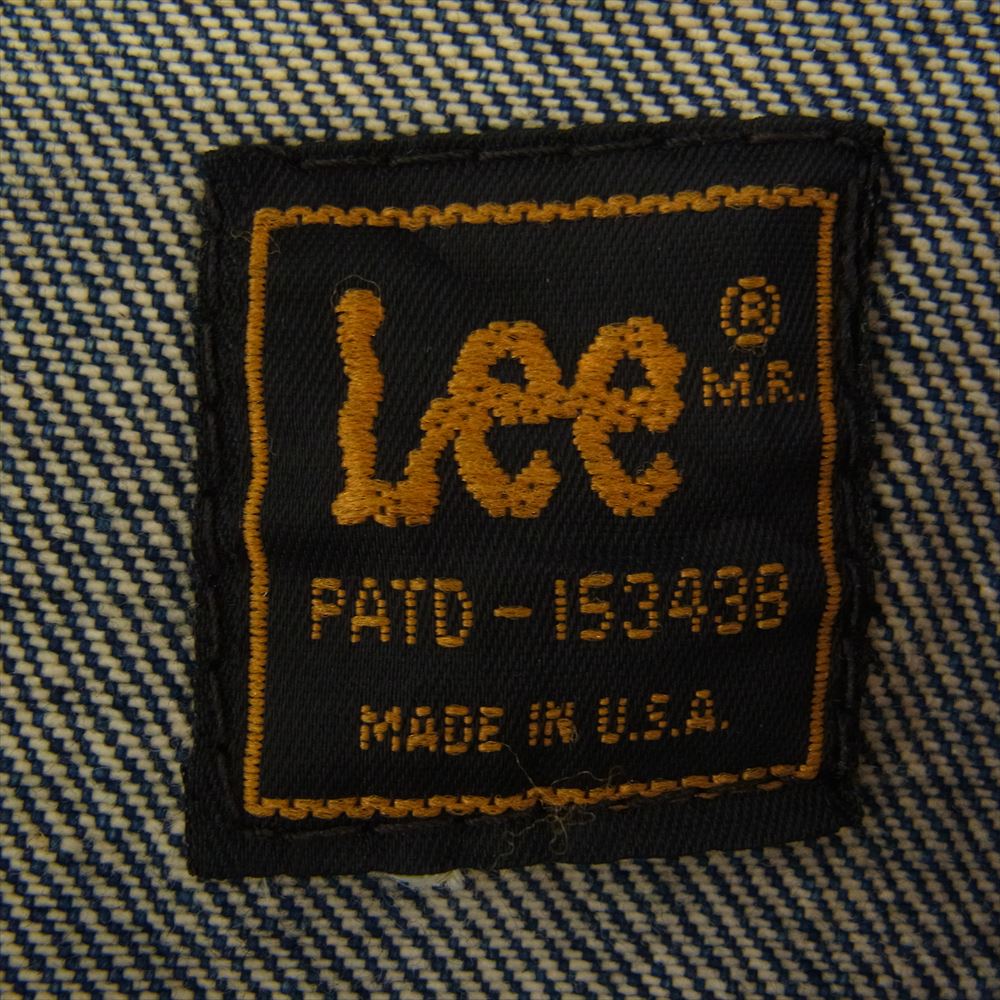 Lee ®
M.R.
PATD - 153438
MADE IN U.S.A.